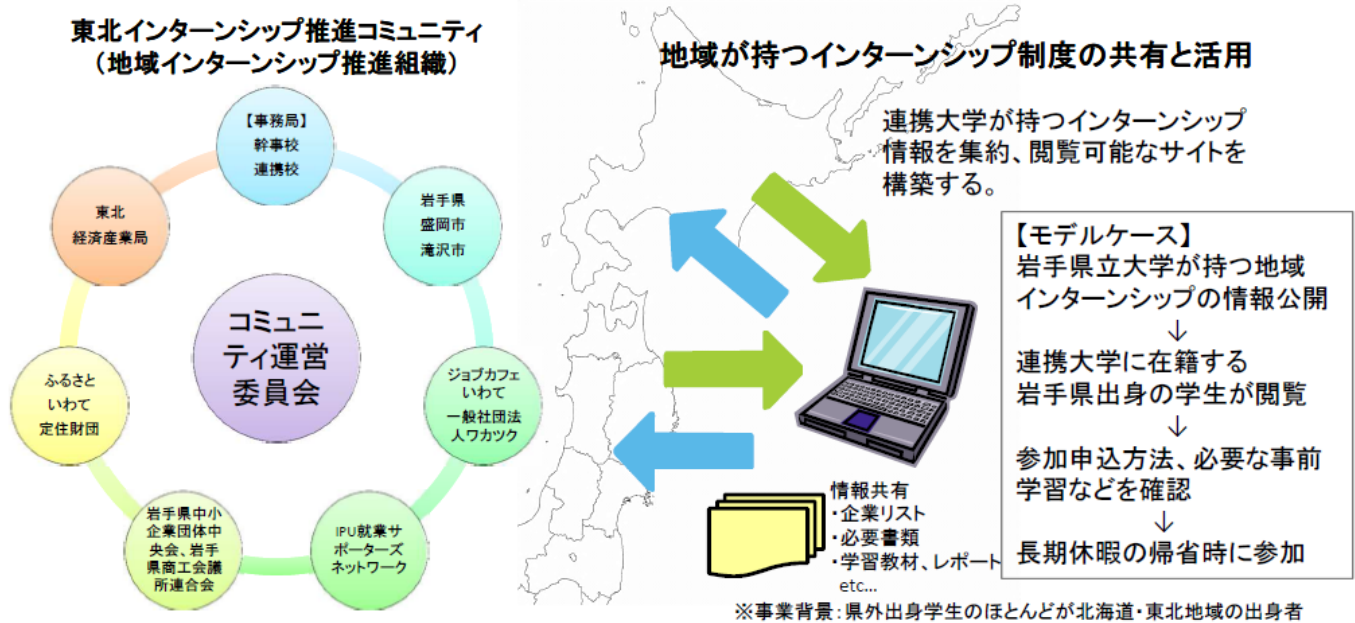 東北インターンシップ推進コミュニティ
（地域インターンシップ推進組織）
【事務局】
幹事校
連携校
岩手県
盛岡市
滝沢市
ジョブカフェ
いわて
一般社団法
人ワカツク
IPU就業サ
ポーターズ
ネットワーク
岩手県中小
企業団体中
央会、岩手
県商工会議
所連合会
ふるさと
いわて
定住財団
東北
経済産業局
コミュニ
ティ運営
委員会
地域が持つインターンシップ制度の共有と活用
連携大学が持つインターンシップ
情報を集約、閲覧可能なサイトを
構築する。
【モデルケース】
岩手県立大学が持つ地域
インターンシップの情報公開
↓
連携大学に在籍する
岩手県出身の学生が閲覧
↓
参加申込方法、必要な事前
学習などを確認
↓
長期休暇の帰省時に参加
情報共有
・企業リスト
・必要書類
・学習教材、レポート
etc…
※事業背景：県外出身学生のほとんどが北海道・東北地域の出身者